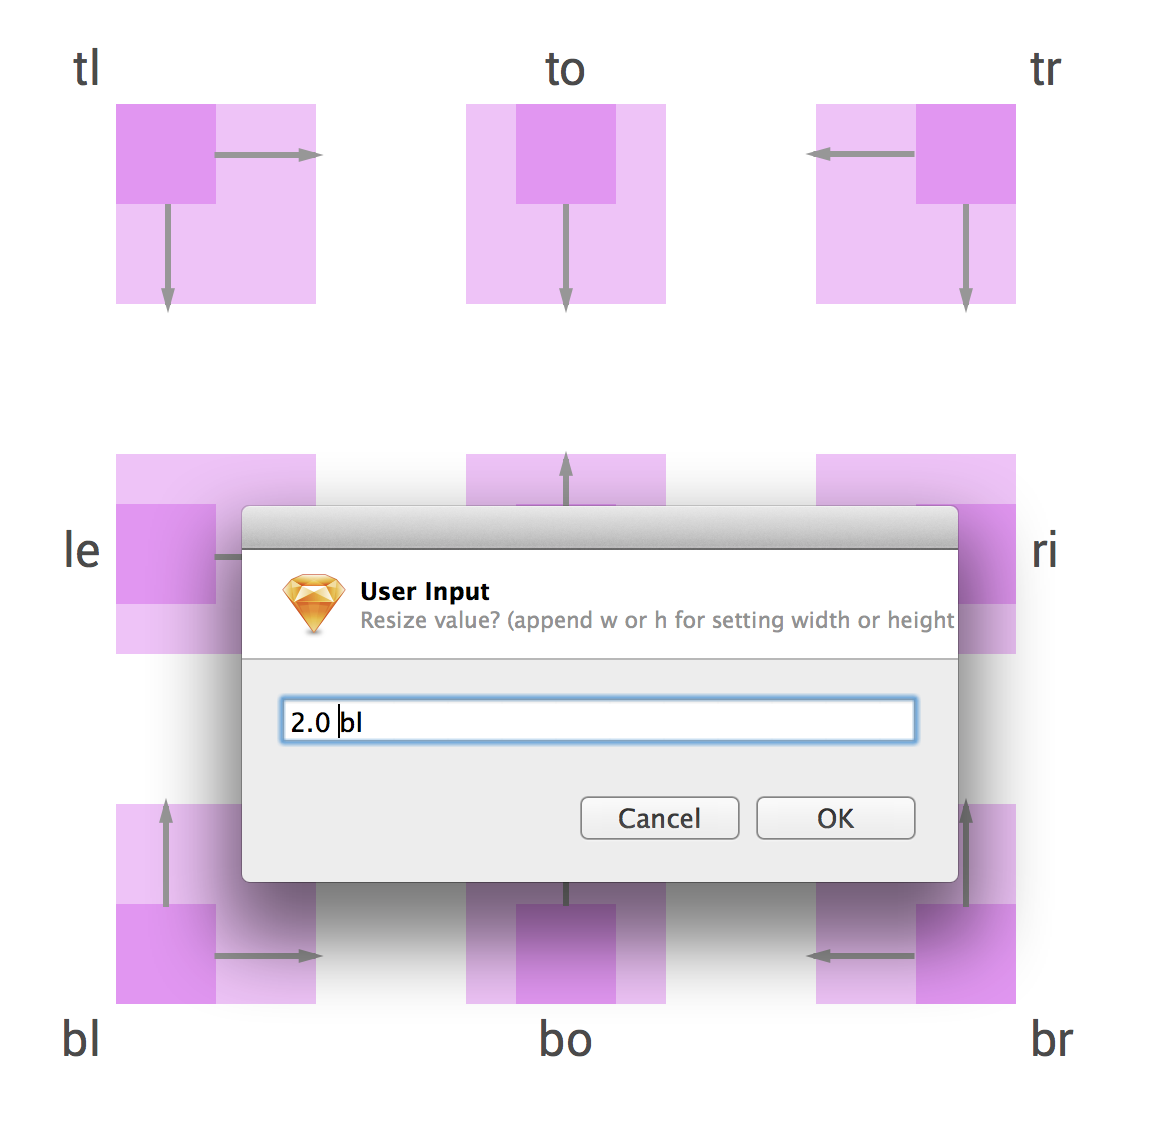 tl to tr
le ri
User Input
Resize value? (append w or h for setting width or height
2.0 bl
Cancel OK
bl bo br